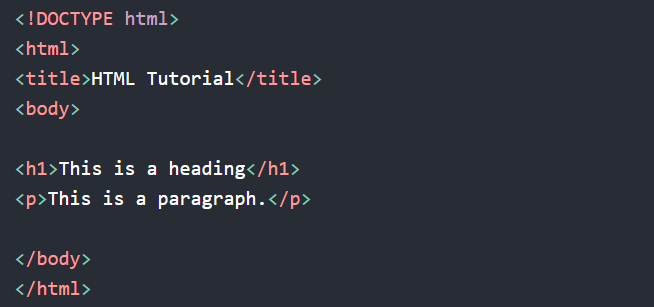 <!DOCTYPE html>
<html>
<title>HTML Tutorial</title>
<body>
<h1>This is a heading</h1>
<p>This is a paragraph.</p>
</body>
</html>